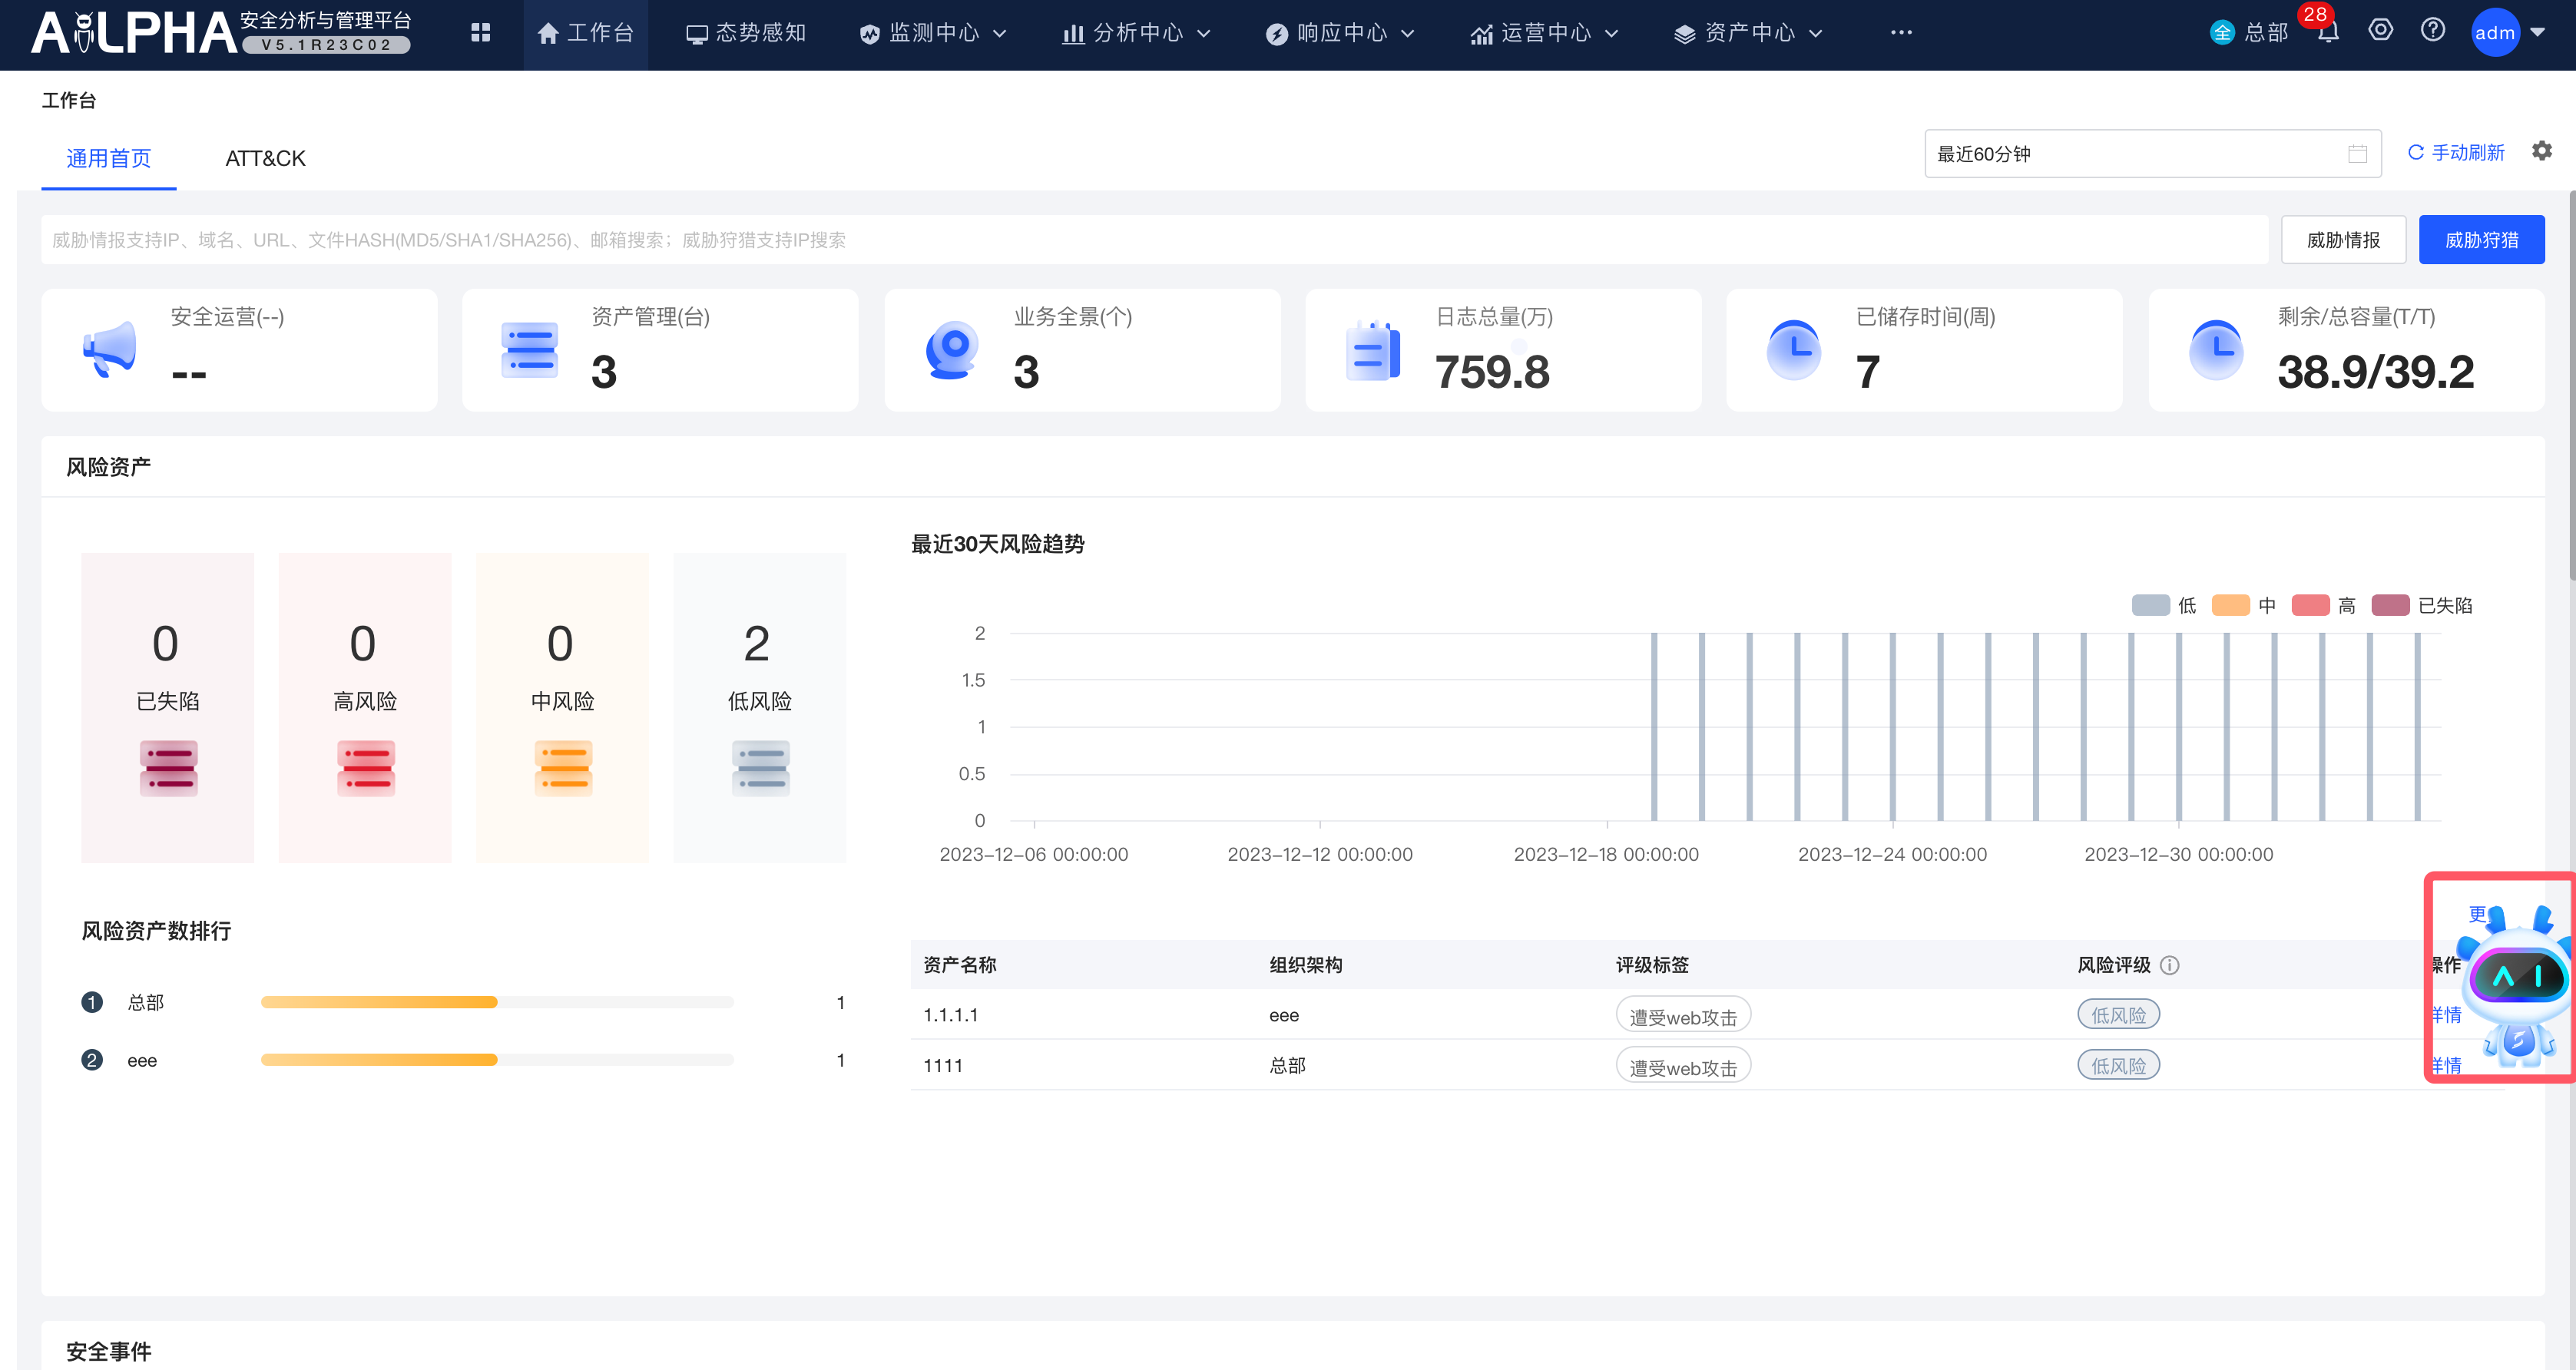 AiLPHA 安全分析与管理平台
V5.1R23C02
工作台
态势感知
监测中心
分析中心
响应中心
运营中心
资产中心
...
全 总部
28
adm
工作台
通用首页
ATT&CK
最近60分钟
手动刷新
威胁情报支持IP、域名、URL、文件HASH(MD5/SHA1/SHA256)、邮箱搜索；威胁狩猎支持IP搜索
威胁情报
威胁狩猎
安全运营(--)
--
资产管理(台)
3
业务全景(个)
3
日志总量(万)
759.8
已储存时间(周)
7
剩余/总容量(T/T)
38.9/39.2
风险资产
0
已失陷
0
高风险
0
中风险
2
低风险
最近30天风险趋势
低 中 高 已失陷
2
1.5
1
0.5
0
2023-12-06 00:00:00
2023-12-12 00:00:00
2023-12-18 00:00:00
2023-12-24 00:00:00
2023-12-30 00:00:00
风险资产数排行
1 总部 1
2 eee 1
更
资产名称 组织架构 评级标签 风险评级 操作
1.1.1.1 eee 遭受web攻击 低风险 详情
1111 总部 遭受web攻击 低风险 详情
AI
安全事件